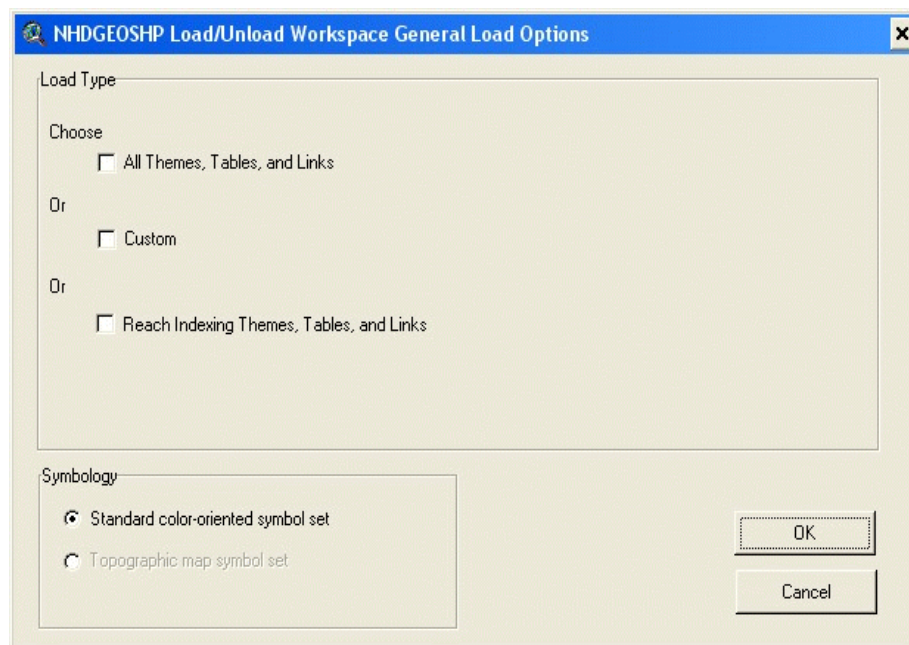 NHDGEOSHP Load/Unload Workspace General Load Options
Load Type
Choose
All Themes, Tables, and Links
Or
Custom
Or
Reach Indexing Themes, Tables, and Links
Symbology
Standard color-oriented symbol set
Topographic map symbol set
OK
Cancel